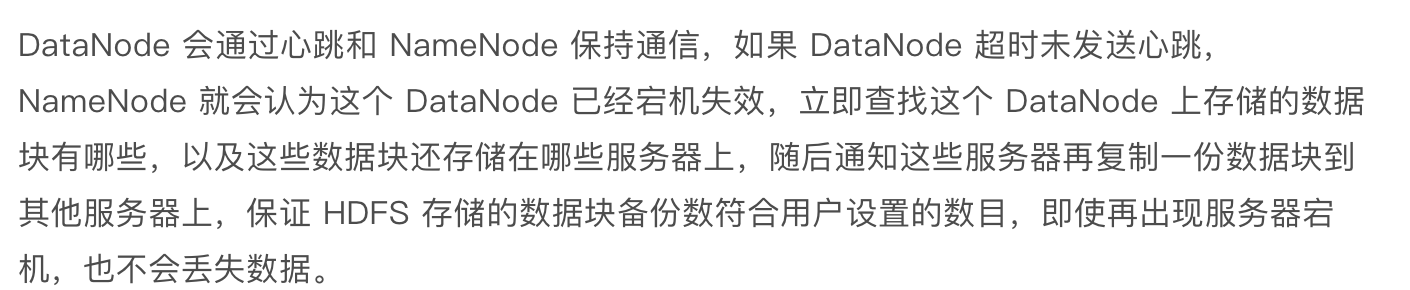 DataNode 会通过心跳和 NameNode 保持通信，如果 DataNode 超时未发送心跳，
NameNode 就会认为这个 DataNode 已经宕机失效，立即查找这个 DataNode 上存储的数据
块有哪些，以及这些数据块还存储在哪些服务器上，随后通知这些服务器再复制一份数据块到
其他服务器上，保证 HDFS 存储的数据块备份数符合用户设置的数目，即使再出现服务器宕
机，也不会丢失数据。